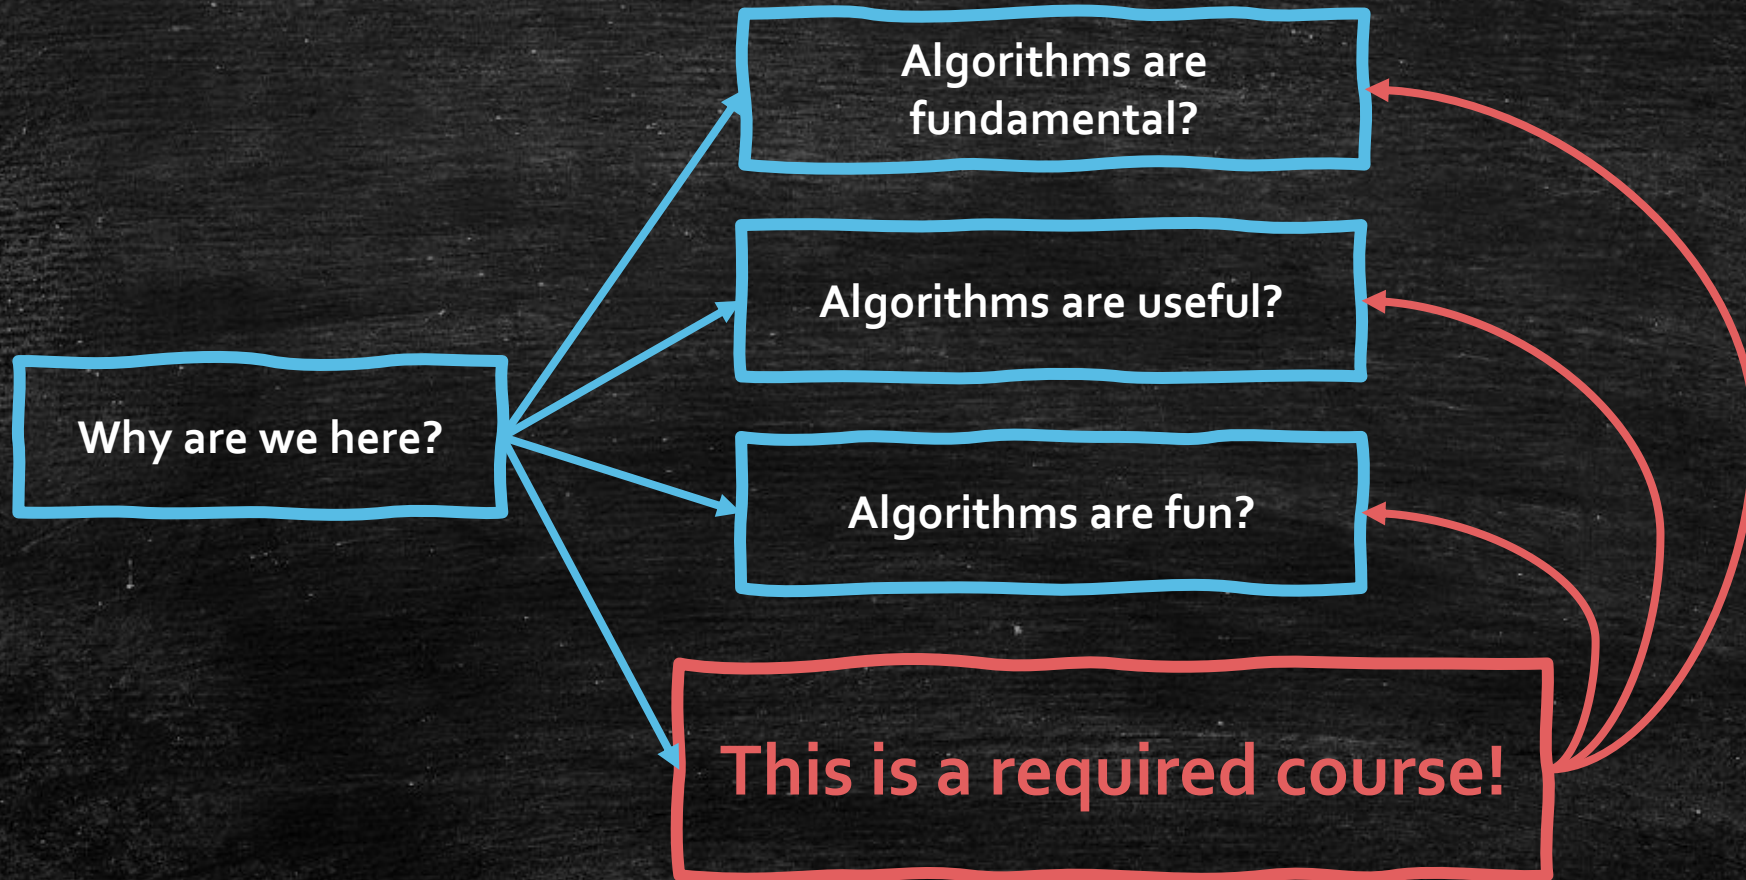 Algorithms are
fundamental?
Algorithms are useful?
Why are we here?
Algorithms are fun?
This is a required course!